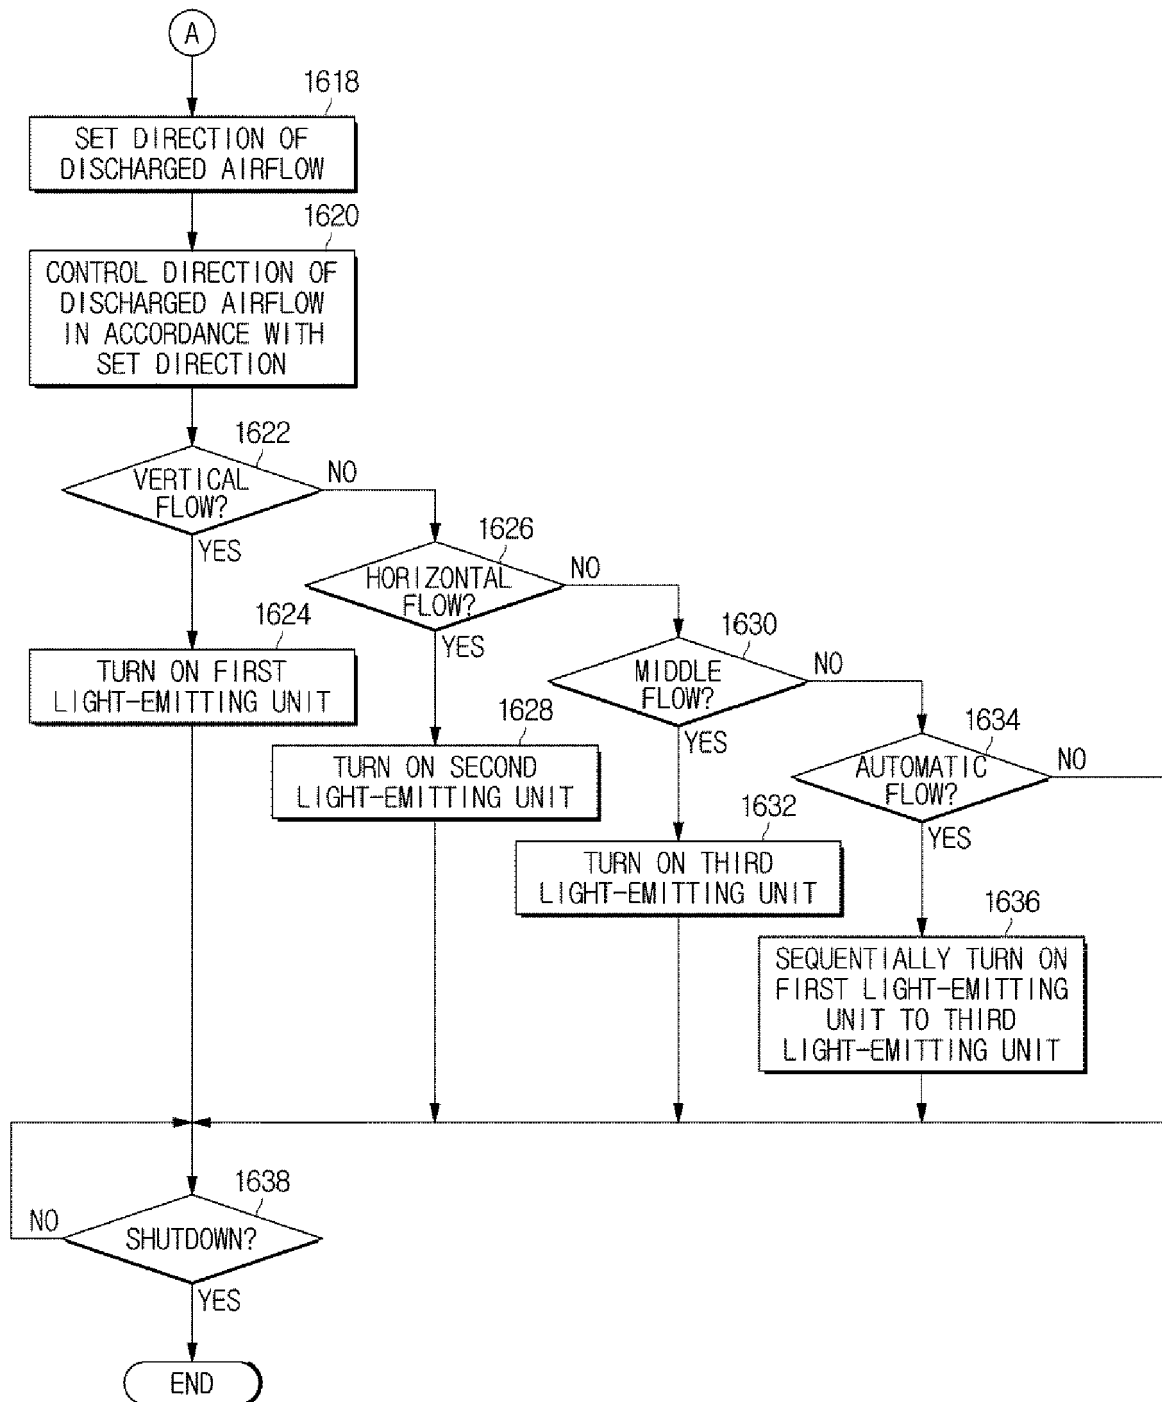 A
1618
SET DIRECTION OF
DISCHARGED AIRFLOW
1620
CONTROL DIRECTION OF
DISCHARGED AIRFLOW
IN ACCORDANCE WITH
SET DIRECTION
1622
VERTICAL
FLOW?
NO
YES
1626
HORIZONTAL
FLOW?
NO
YES
1624
TURN ON FIRST
LIGHT-EMITTING UNIT
1630
MIDDLE
FLOW?
NO
YES
1628
TURN ON SECOND
LIGHT-EMITTING UNIT
1634
AUTOMATIC
FLOW?
NO
YES
1632
TURN ON THIRD
LIGHT-EMITTING UNIT
1636
SEQUENTIALLY TURN ON
FIRST LIGHT-EMITTING
UNIT TO THIRD
LIGHT-EMITTING UNIT
1638
SHUTDOWN?
NO
YES
END